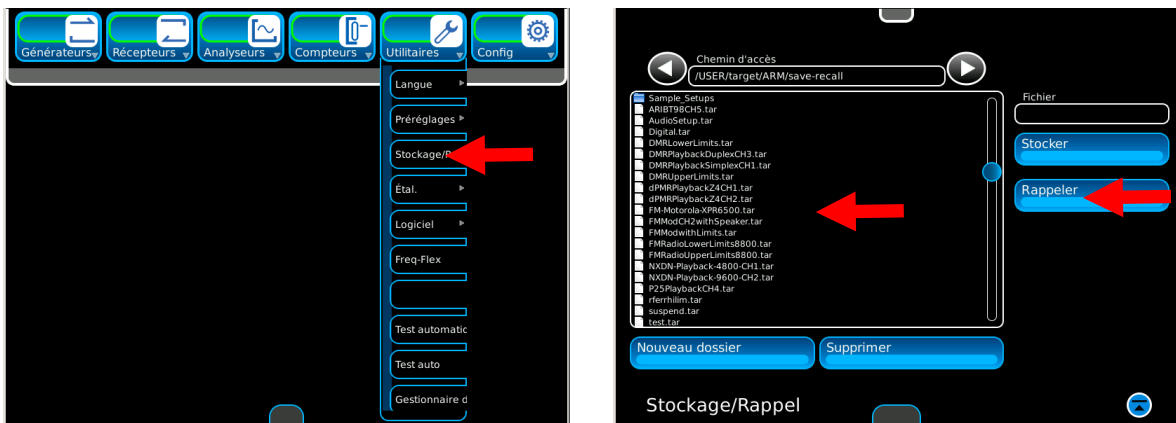 Générateurs
Récepteurs
Analyseurs
Compteurs
Utilitaires
Config
Langue
Préréglages
Stockage/R
Étal.
Logiciel
Freq-Flex
Test automatic
Test auto
Gestionnaire d
Chemin d'accès
/USER/target/ARM/save-recall
Sample_Setups
ARIBT98CH5.tar
AudioSetup.tar
Digital.tar
DMRLowerLimits.tar
DMRPlaybackDuplexCH3.tar
DMRPlaybackSimplexCH1.tar
DMRUpperLimits.tar
dPMRPlaybackZ4CH1.tar
dPMRPlaybackZ4CH2.tar
FM-Motorola-XPR6500.tar
FMModCH2withSpeaker.tar
FMModwithLimits.tar
FMRadioLowerLimits8800.tar
FMRadioUpperLimits8800.tar
NXDN-Playback-4800-CH1.tar
NXDN-Playback-9600-CH2.tar
P25PlaybackCH4.tar
rferrhilim.tar
suspend.tar
test.tar
Fichier
Stocker
Rappeler
Nouveau dossier
Supprimer
Stockage/Rappel